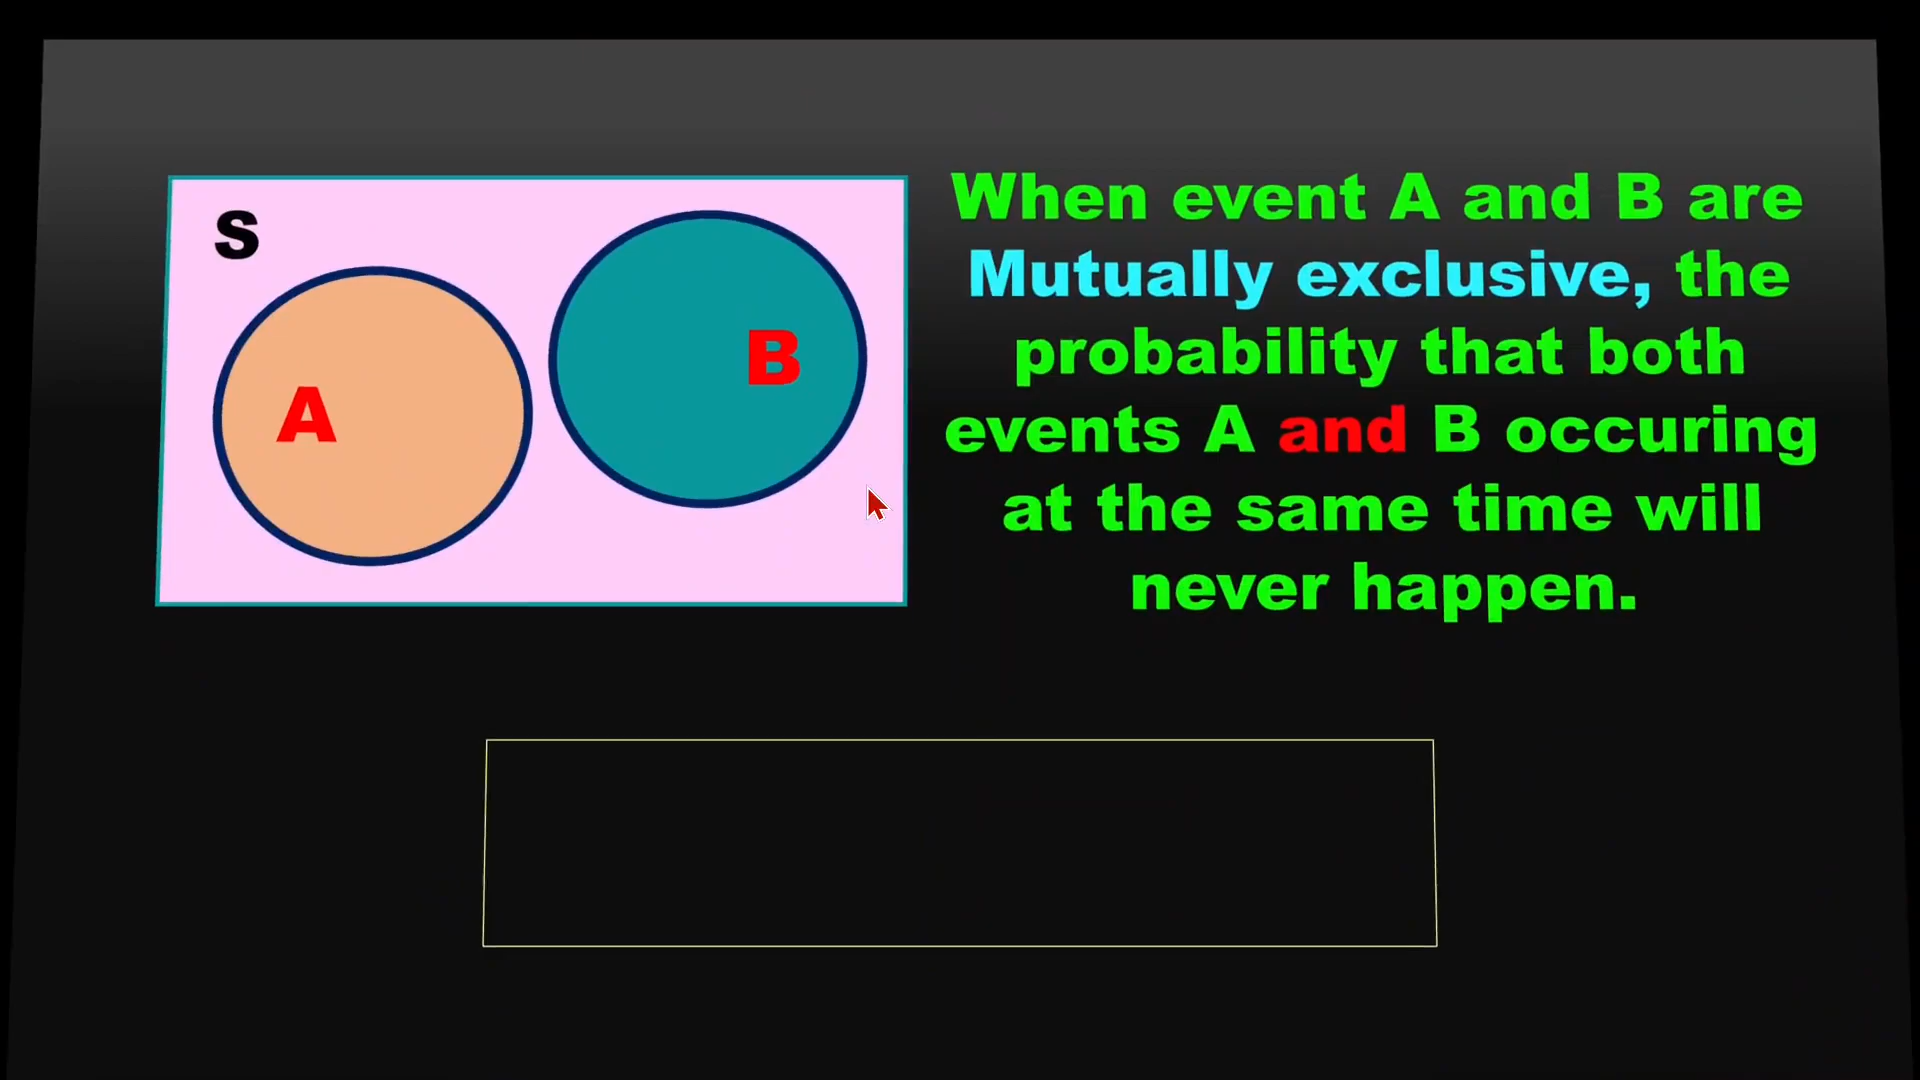 S
A
B
When event A and B are
Mutually exclusive, the
probability that both
events A and B occuring
at the same time will
never happen.